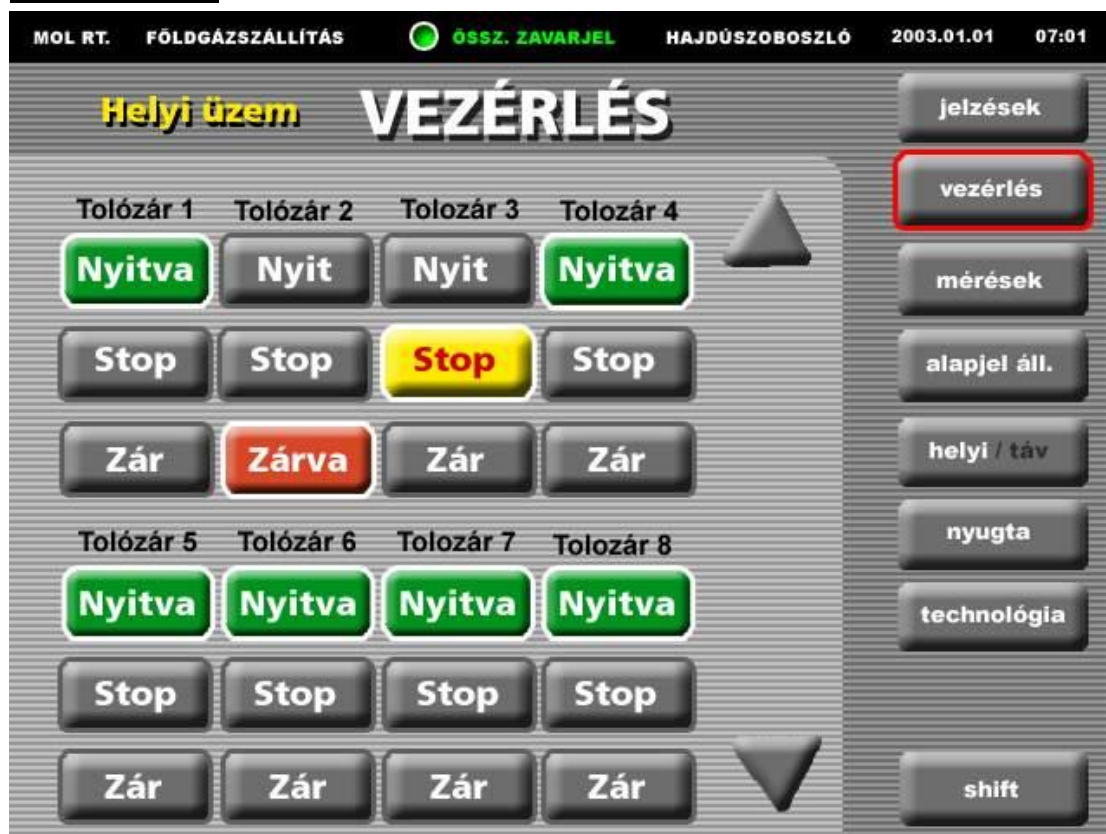 MOL RT. FÖLDGÁZSZÁLLÍTÁS ÖSSZ. ZAVARJEL HAJDÚSZOBOSZLÓ 2003.01.01 07:01
Helyi üzem VEZÉRLÉS
Tolózár 1 Tolózár 2 Tolozár 3 Tolozár 4
Nyitva Nyit Nyit Nyitva
Stop Stop Stop Stop
Zár Zárva Zár Zár
Tolózár 5 Tolózár 6 Tolozár 7 Tolozár 8
Nyitva Nyitva Nyitva Nyitva
Stop Stop Stop Stop
Zár Zár Zár Zár
jelzések
vezérlés
mérések
alapjel áll.
helyi / táv
nyugta
technológia
shift